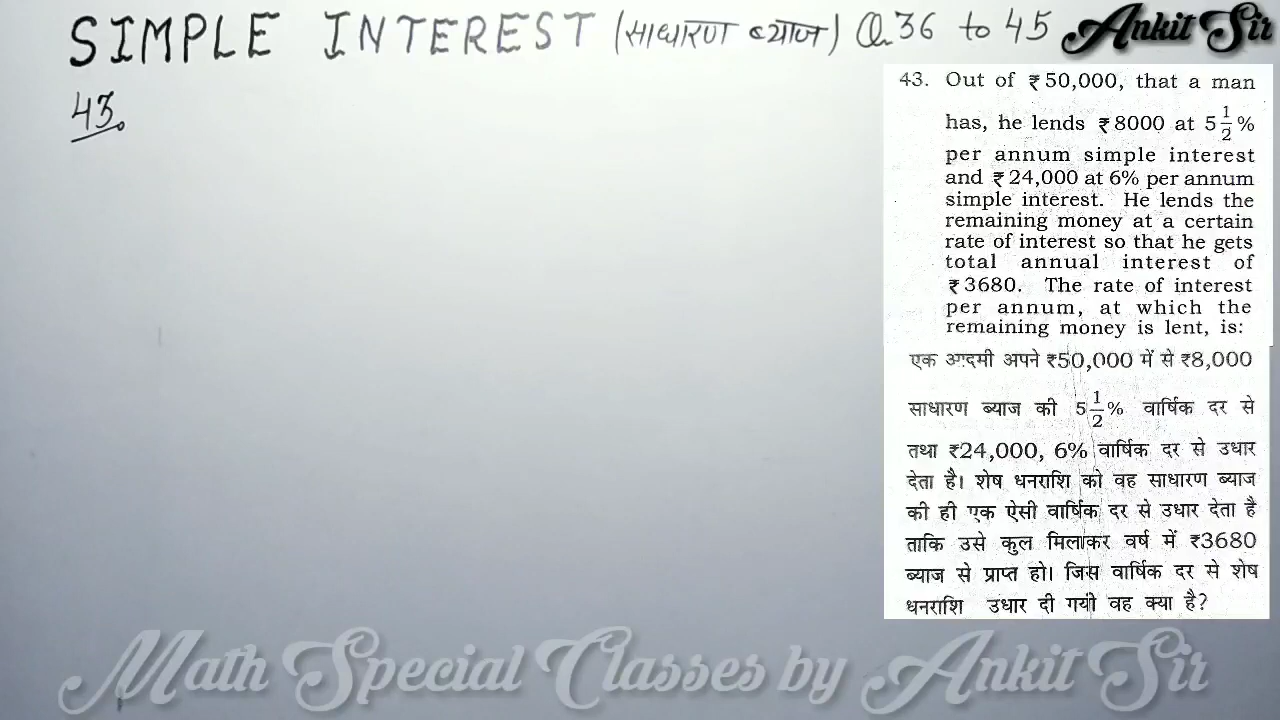 SIMPLE INTEREST (साधारण ब्याज) Q.36 to 45 Ankit Sir
43.
43. Out of ₹50,000, that a man
has, he lends ₹8000 at 5 1/2 %
per annum simple interest
and ₹24,000 at 6% per annum
simple interest. He lends the
remaining money at a certain
rate of interest so that he gets
total annual interest of
₹3680. The rate of interest
per annum, at which the
remaining money is lent, is:
एक आदमी अपने ₹50,000 में से ₹8,000
साधारण ब्याज की 5 1/2 % वार्षिक दर से
तथा ₹24,000, 6% वार्षिक दर से उधार
देता है। शेष धनराशि को वह साधारण ब्याज
की ही एक ऐसी वार्षिक दर से उधार देता है
ताकि उसे कुल मिलाकर वर्ष में ₹3680
ब्याज से प्राप्त हो। जिस वार्षिक दर से शेष
धनराशि उधार दी गयी वह क्या है?
Math Special Classes by Ankit Sir